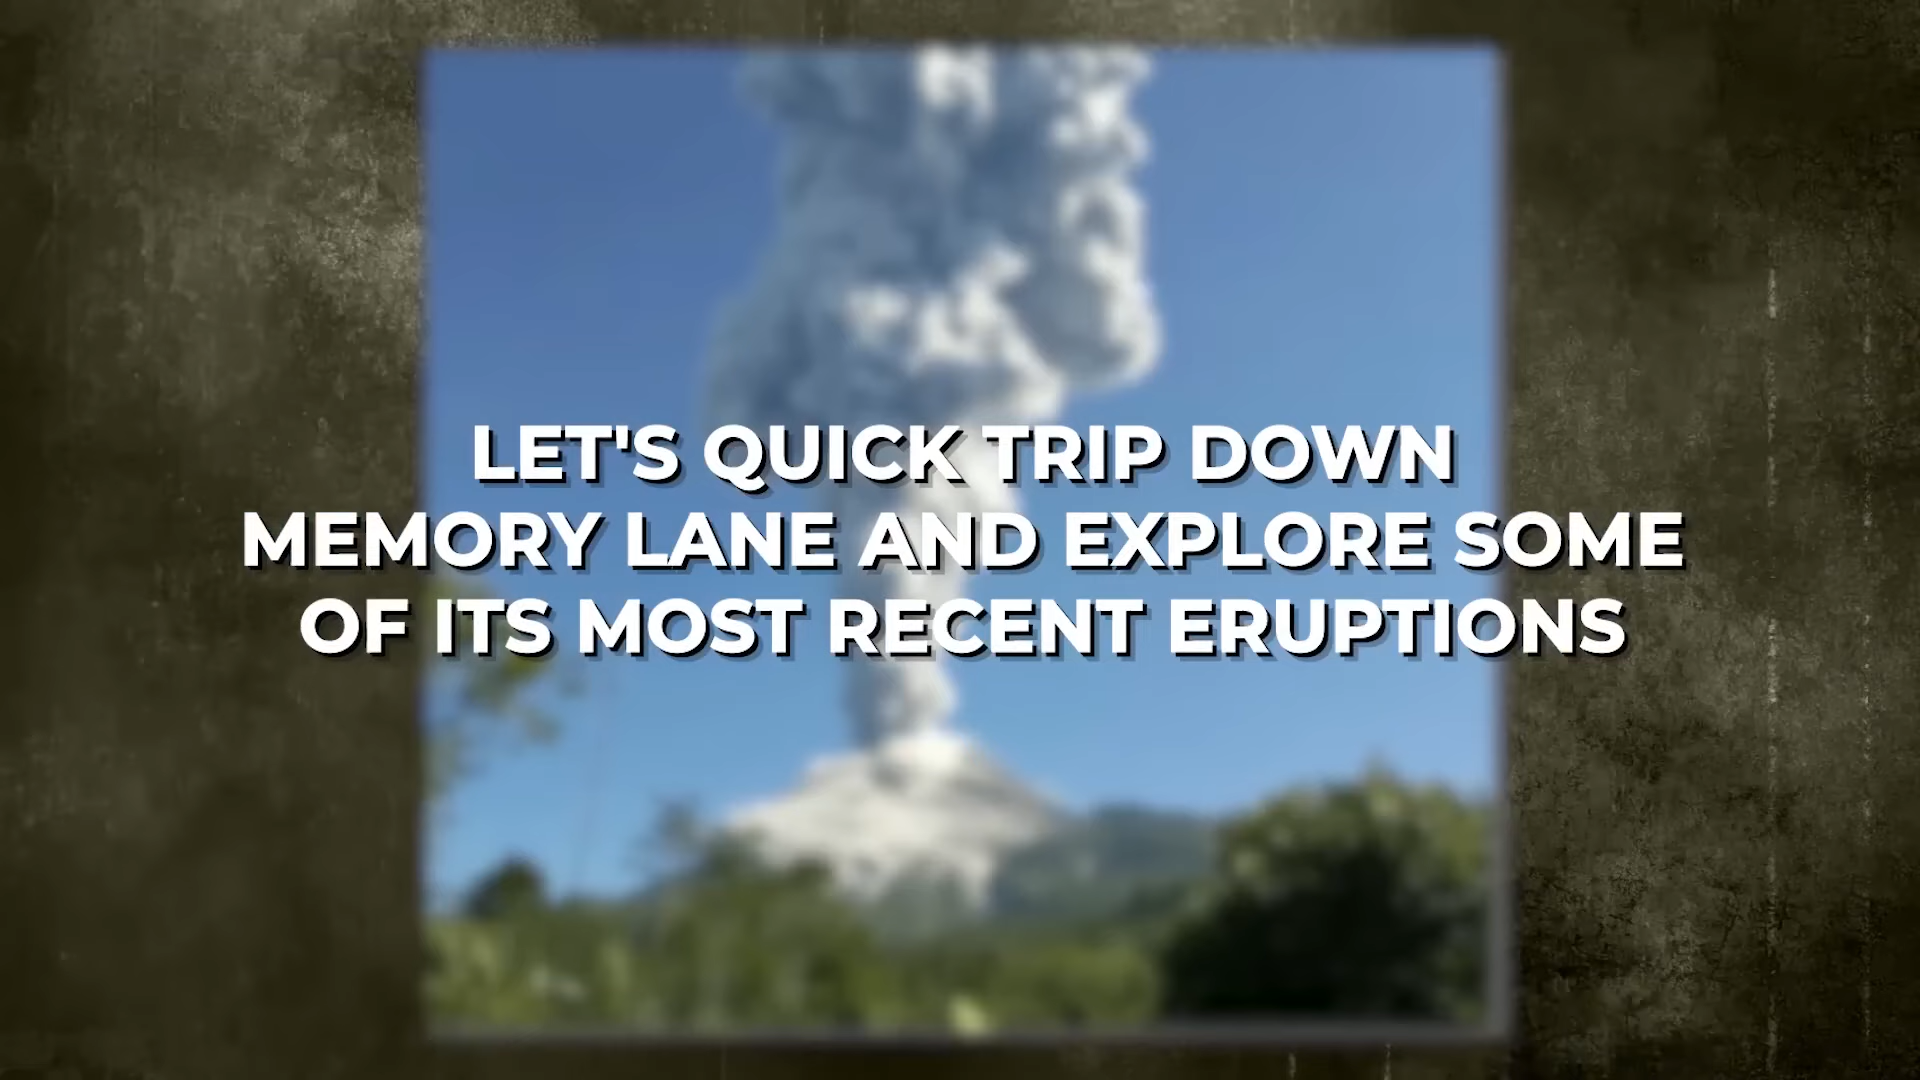 LET'S QUICK TRIP DOWN
MEMORY LANE AND EXPLORE SOME
OF ITS MOST RECENT ERUPTIONS